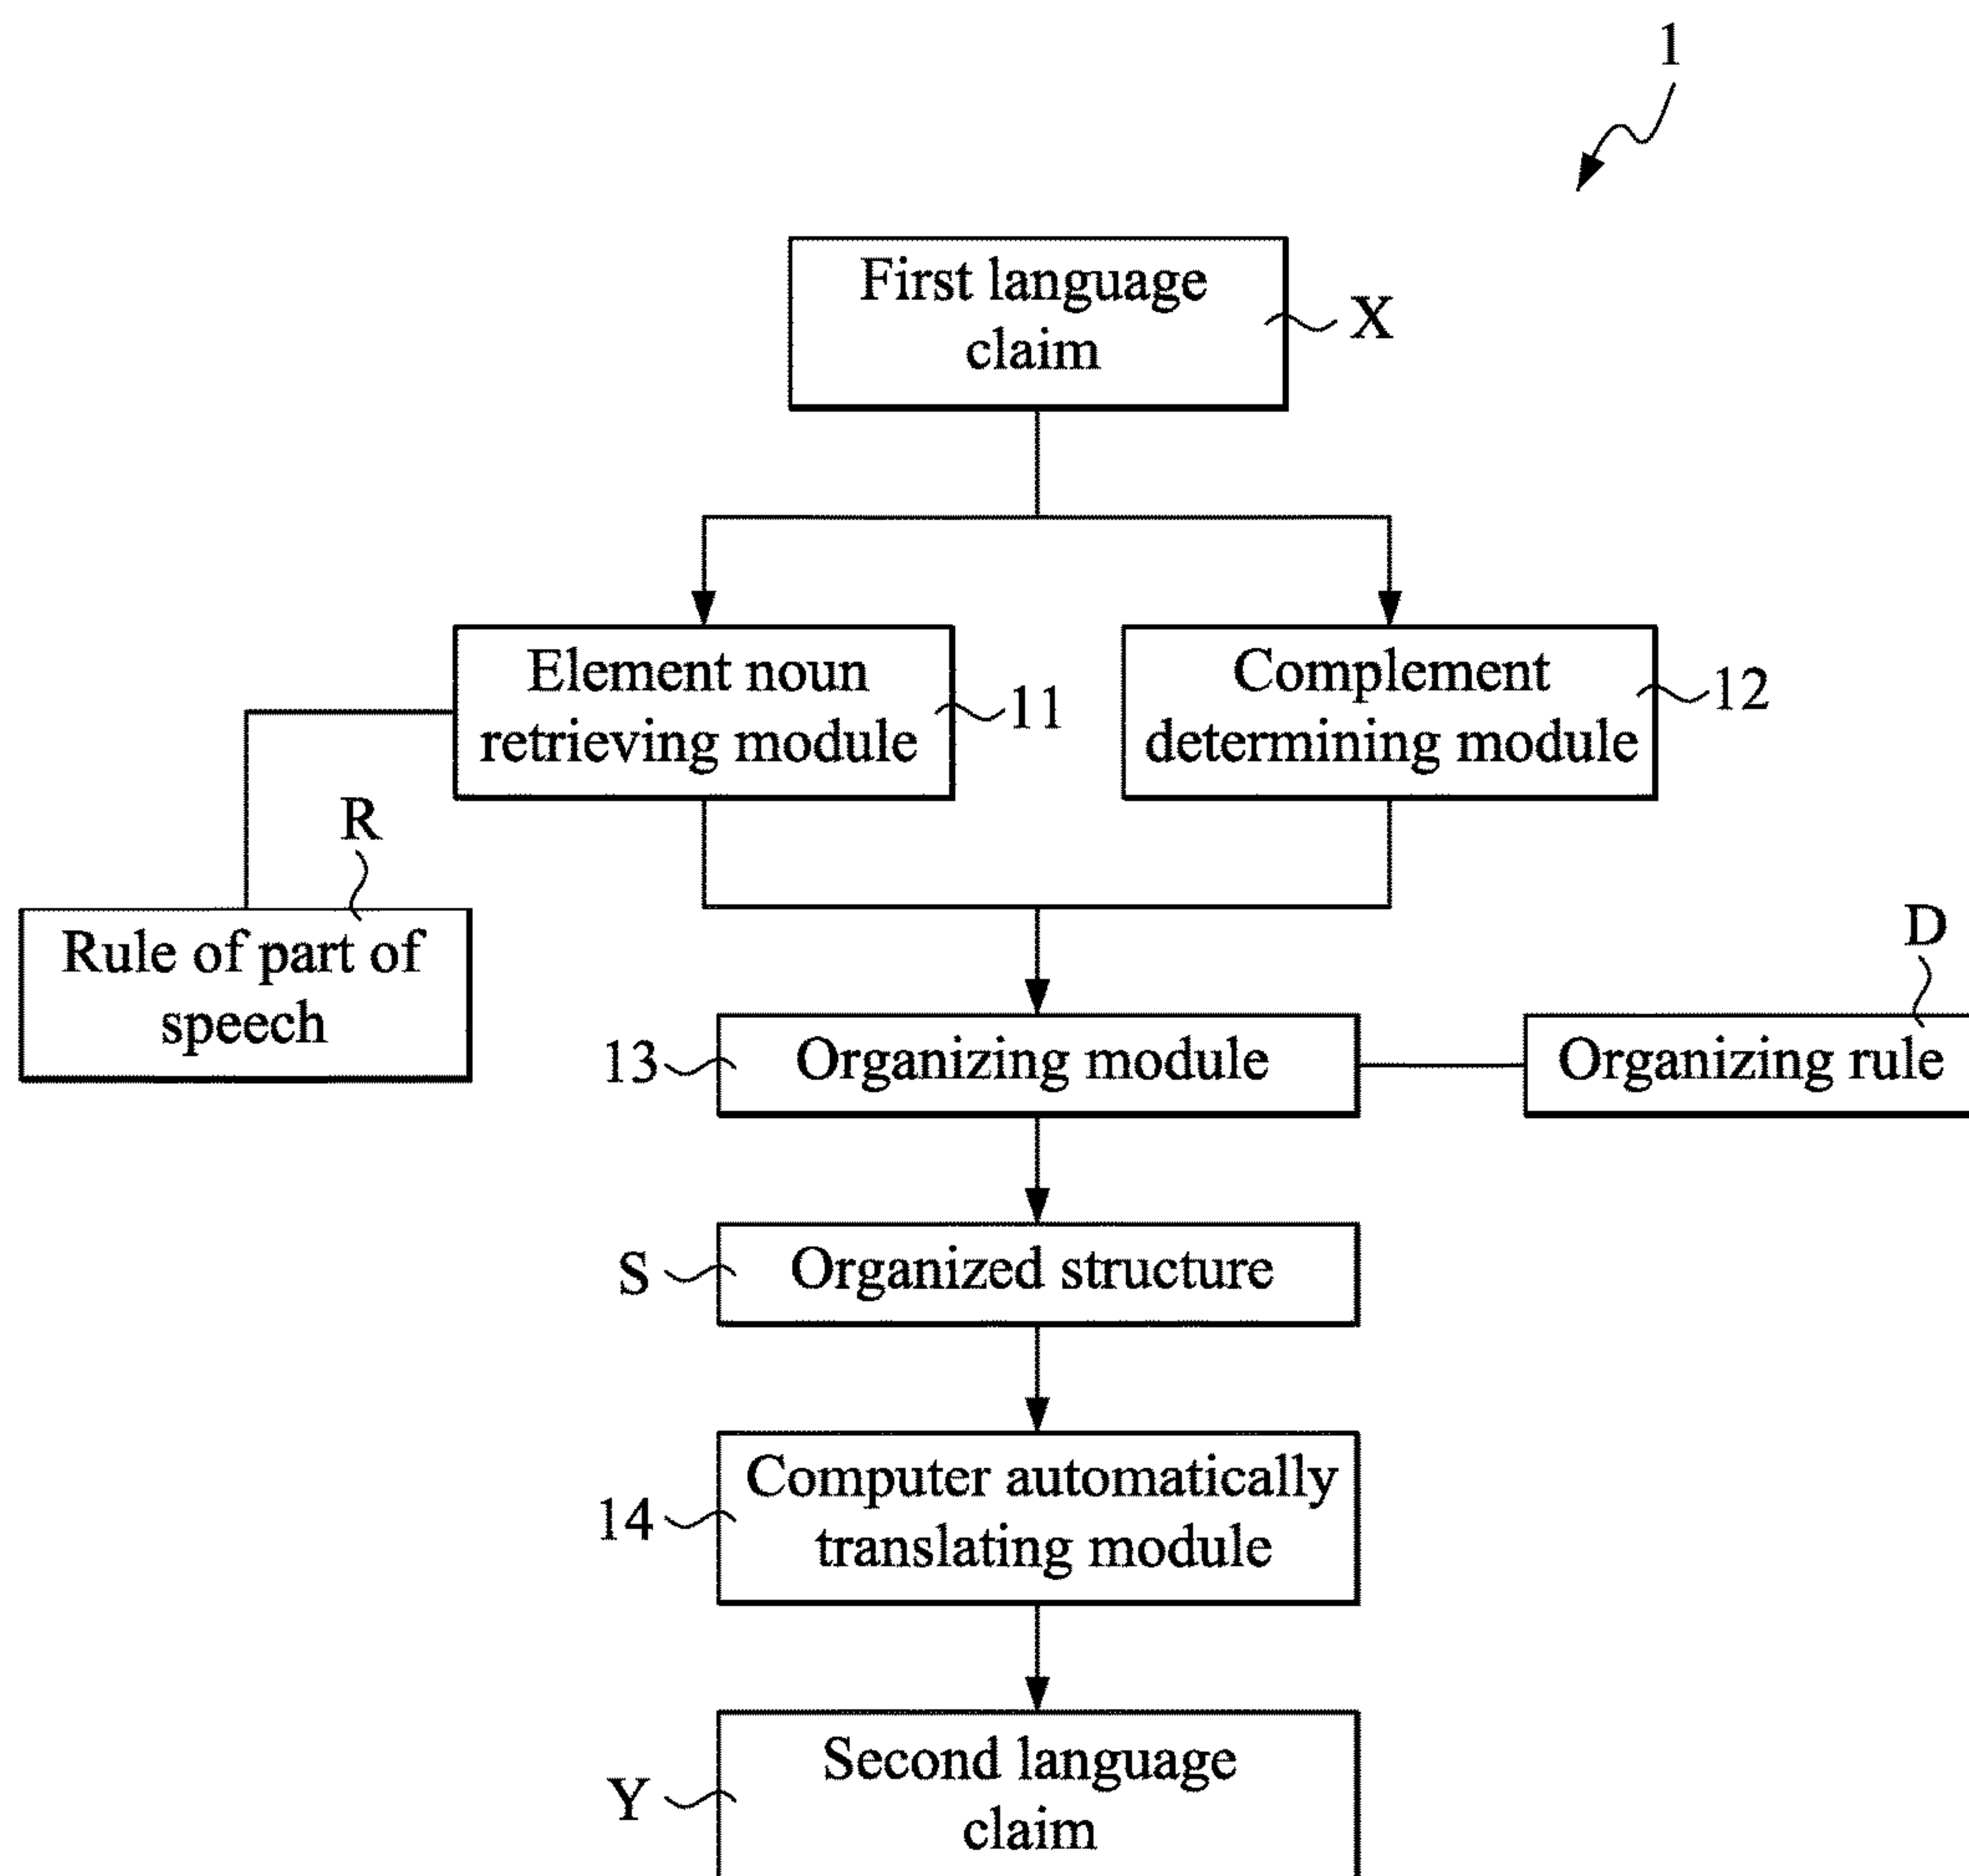 1
First language
claim
X
Element noun
retrieving module
11
Complement
determining module
12
R
Rule of part of
speech
D
13
Organizing module
Organizing rule
S
Organized structure
14
Computer automatically
translating module
Y
Second language
claim